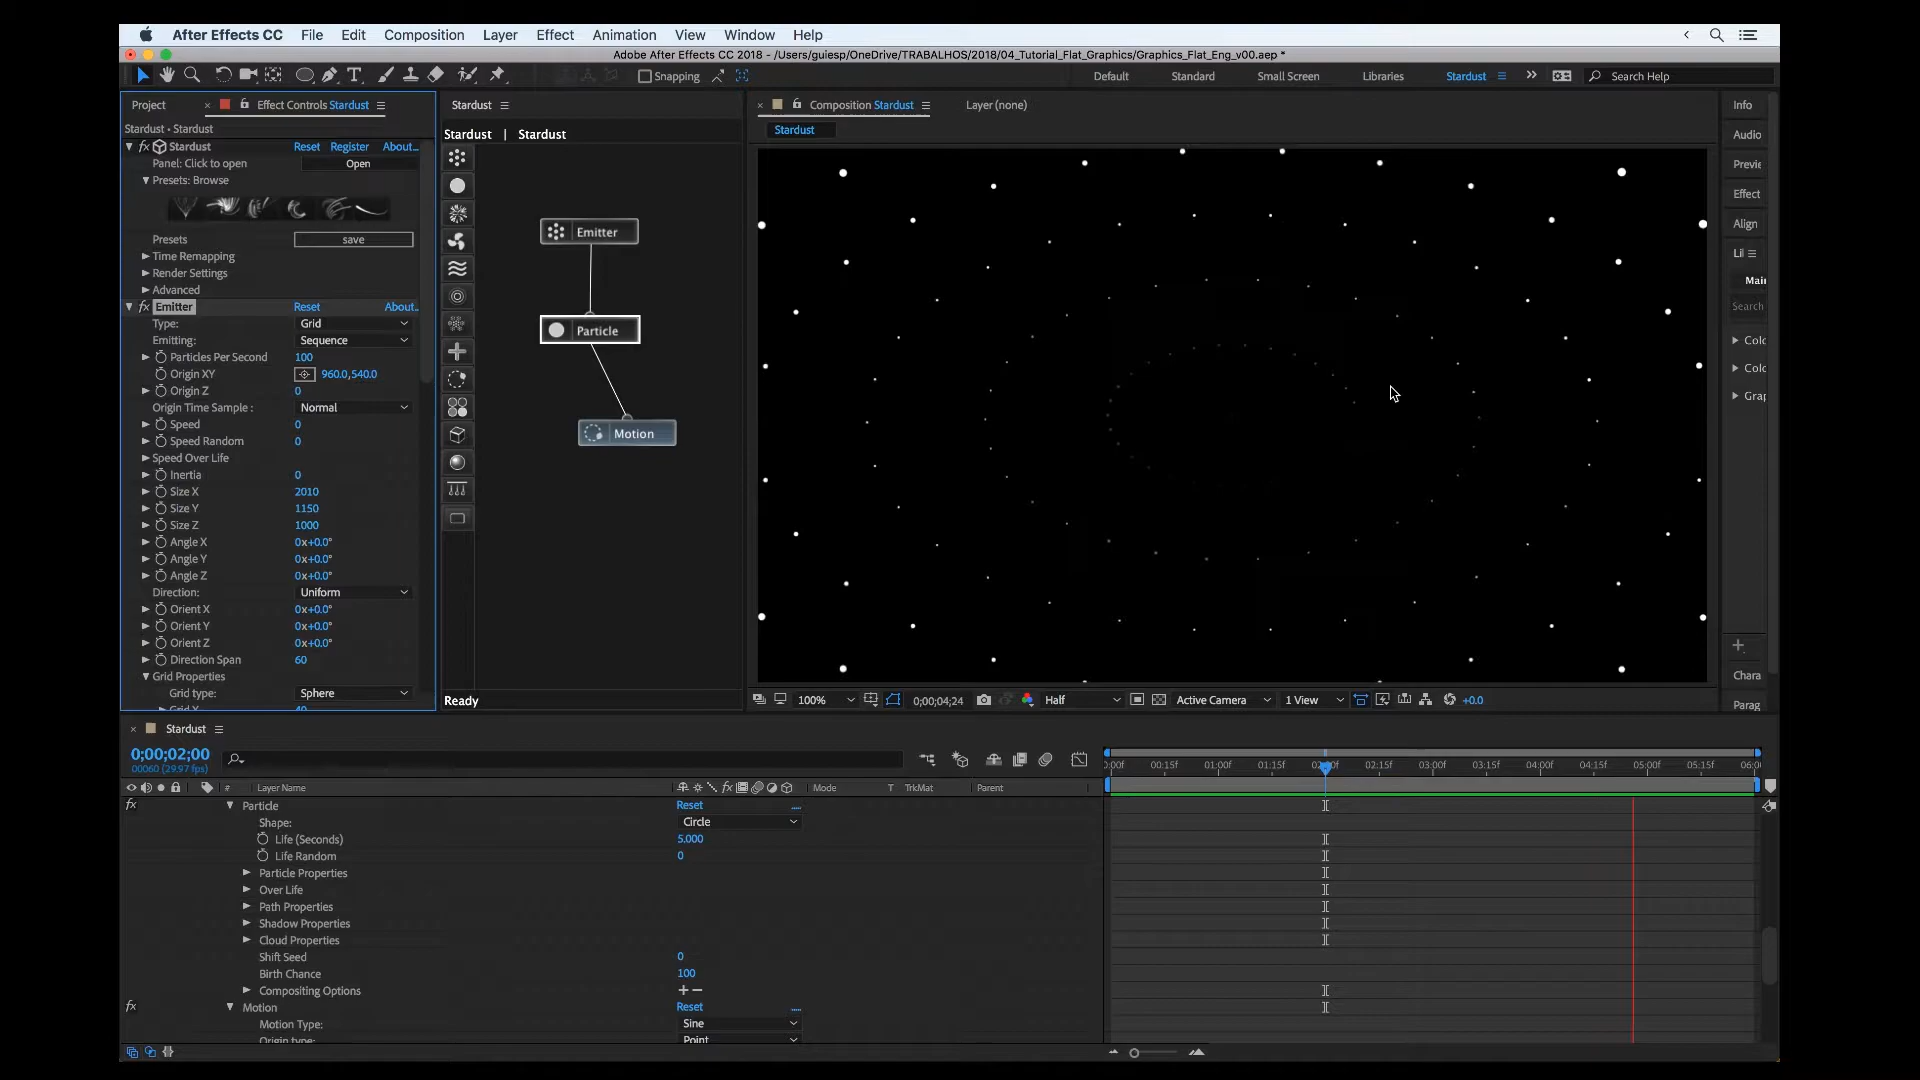 After Effects CC File Edit Composition Layer Effect Animation View Window Help
Adobe After Effects CC 2018 - /Users/guiesp/OneDrive/TRABALHOS/2018/04_Tutorial_Flat_Graphics/Graphics_Flat_Eng_v00.aep *
Snapping Default Standard Small Screen Libraries Stardust Search Help
Project Effect Controls Stardust Stardust Composition Stardust Layer (none) Info
Stardust • Stardust
Stardust | Stardust
Stardust
Audio
Stardust Reset Register About...
Panel: Click to open Open
Previe
Presets: Browse
Effect
Align
Presets save
Time Remapping
Render Settings
Advanced
Emitter Reset About..
Type: Grid
Emitting: Sequence
Particles Per Second 100
Origin XY 960.0,540.0
Origin Z 0
Origin Time Sample : Normal
Speed 0
Speed Random 0
Speed Over Life
Inertia 0
Size X 2010
Size Y 1150
Size Z 1000
Angle X 0x+0.0°
Angle Y 0x+0.0°
Angle Z 0x+0.0°
Direction: Uniform
Orient X 0x+0.0°
Orient Y 0x+0.0°
Orient Z 0x+0.0°
Direction Span 60
Grid Properties
Grid type: Sphere
Emitter
Particle
Motion
Ready
Main
Search
Colo
Colo
Grap
Chara
Parag
100% 0;00;04;24 Half Active Camera 1 View +0.0
Stardust
0;00;02;00
00060 (29.97 fps)
00f 00:15f 01:00f 01:15f 02:15f 03:00f 03:15f 04:00f 04:15f 05:00f 05:15f 06:0
# Layer Name Mode T TrkMat Parent
Particle Reset
Shape: Circle
Life (Seconds) 5.000
Life Random 0
Particle Properties
Over Life
Path Properties
Shadow Properties
Cloud Properties
Shift Seed 0
Birth Chance 100
Compositing Options
Motion Reset
Motion Type: Sine
Origin type: Point